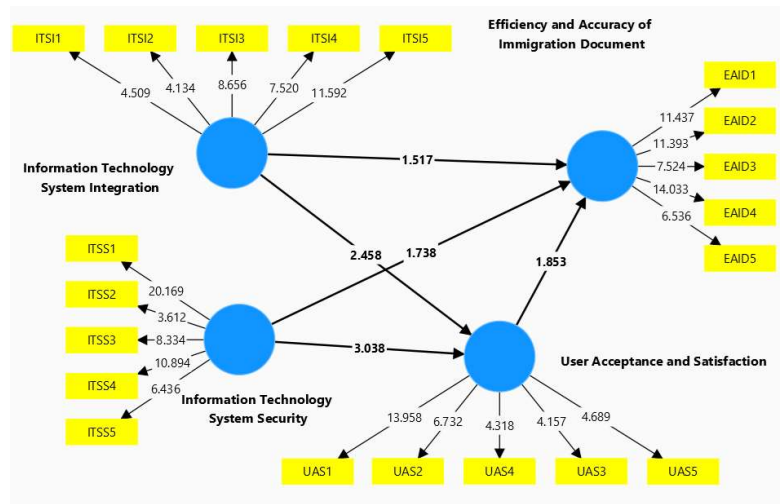 Efficiency and Accuracy of
Immigration Document
ITSI1
ITSI2
ITSI3
ITSI4
ITSI5
4.509
4.134
8.656
7.520
11.592
EAID1
EAID2
EAID3
EAID4
EAID5
11.437
11.393
7.524
14.033
6.536
Information Technology
System Integration
1.517
2.458
1.738
1.853
3.038
ITSS1
ITSS2
ITSS3
ITSS4
ITSS5
20.169
3.612
8.334
10.894
6.436
Information Technology
System Security
User Acceptance and Satisfaction
13.958
6.732
4.318
4.157
4.689
UAS1
UAS2
UAS4
UAS3
UAS5